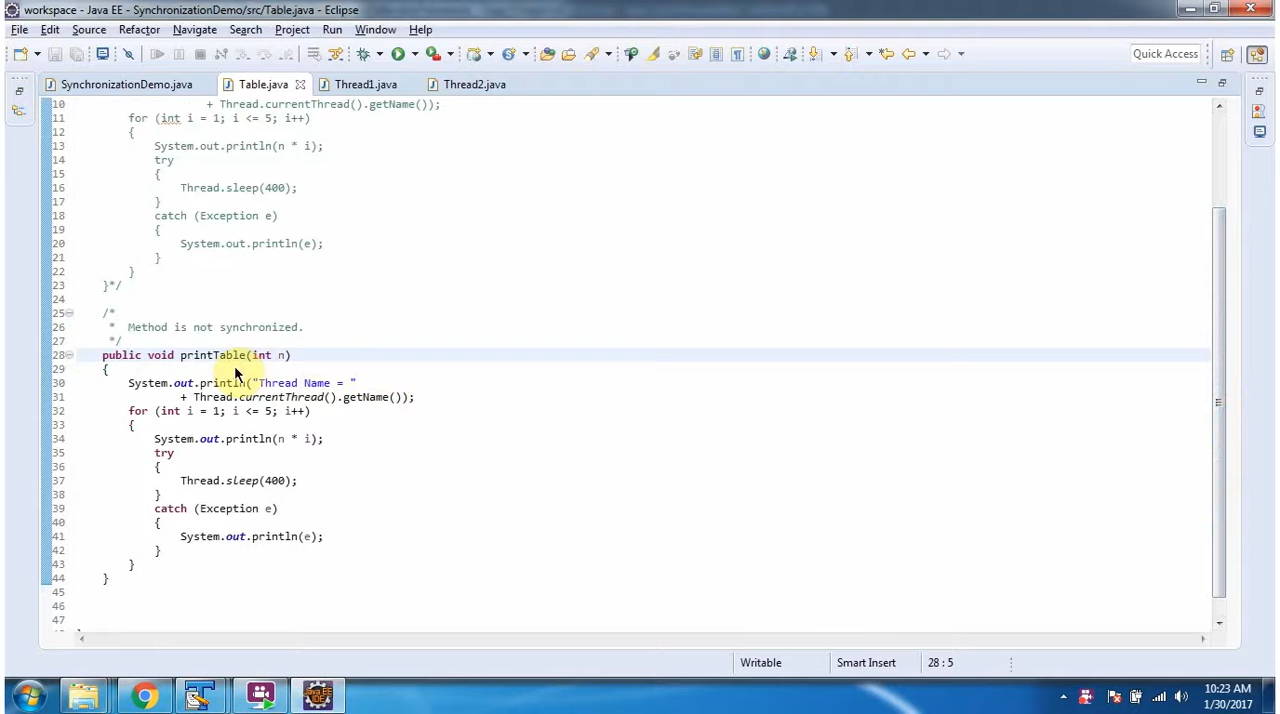 workspace - Java EE - SynchronizationDemo/src/Table.java - Eclipse
File Edit Source Refactor Navigate Search Project Run Window Help
Quick Access
SynchronizationDemo.java Table.java Thread1.java Thread2.java
10 + Thread.currentThread().getName());
11 for (int i = 1; i <= 5; i++)
12 {
13 System.out.println(n * i);
14 try
15 {
16 Thread.sleep(400);
17 }
18 catch (Exception e)
19 {
20 System.out.println(e);
21 }
22 }
23 }*/
24
25 /*
26 * Method is not synchronized.
27 */
28 public void printTable(int n)
29 {
30 System.out.println("Thread Name = "
31 + Thread.currentThread().getName());
32 for (int i = 1; i <= 5; i++)
33 {
34 System.out.println(n * i);
35 try
36 {
37 Thread.sleep(400);
38 }
39 catch (Exception e)
40 {
41 System.out.println(e);
42 }
43 }
44 }
45
46
47
Writable Smart Insert 28 : 5
Java EE
IDE
10:23 AM
1/30/2017